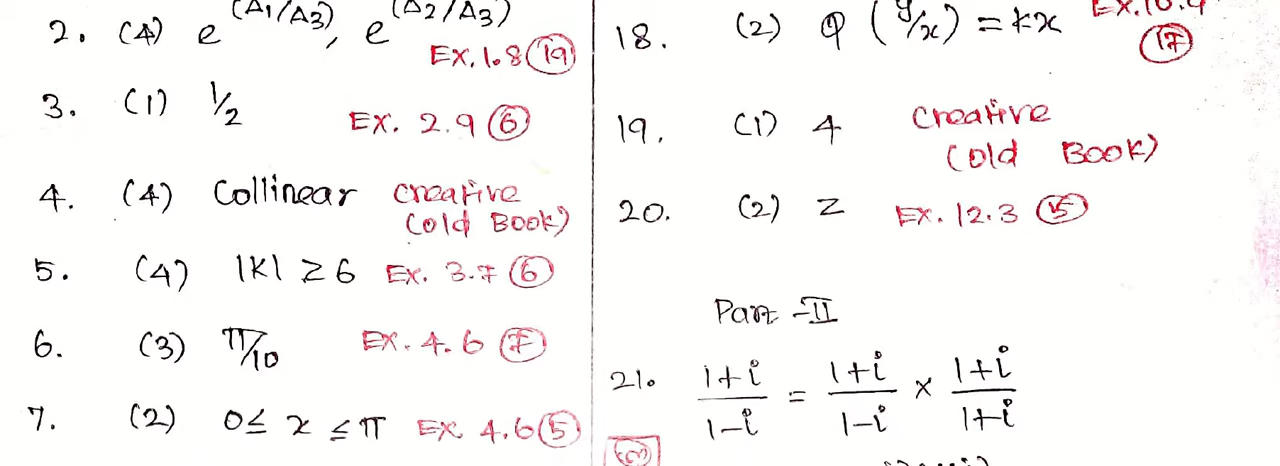 2. (4) e^(Δ1/Δ3), e^(Δ2/Δ3)
EX. 1.8 (19)
3. (1) 1/2 EX. 2.9 (6)
4. (4) Collinear Creative
(old Book)
5. (4) |K| ≥ 6 EX. 3.7 (6)
6. (3) π/10 EX. 4.6 (7)
7. (2) 0≤ x ≤ π EX 4.6 (5)
18. (2) φ (y/x) = kx
(17)
19. (1) 4 Creative
(old Book)
20. (2) z EX. 12.3 (5)
Part -II
21. 1+i/1-i = 1+i/1-i × 1+i/1+i